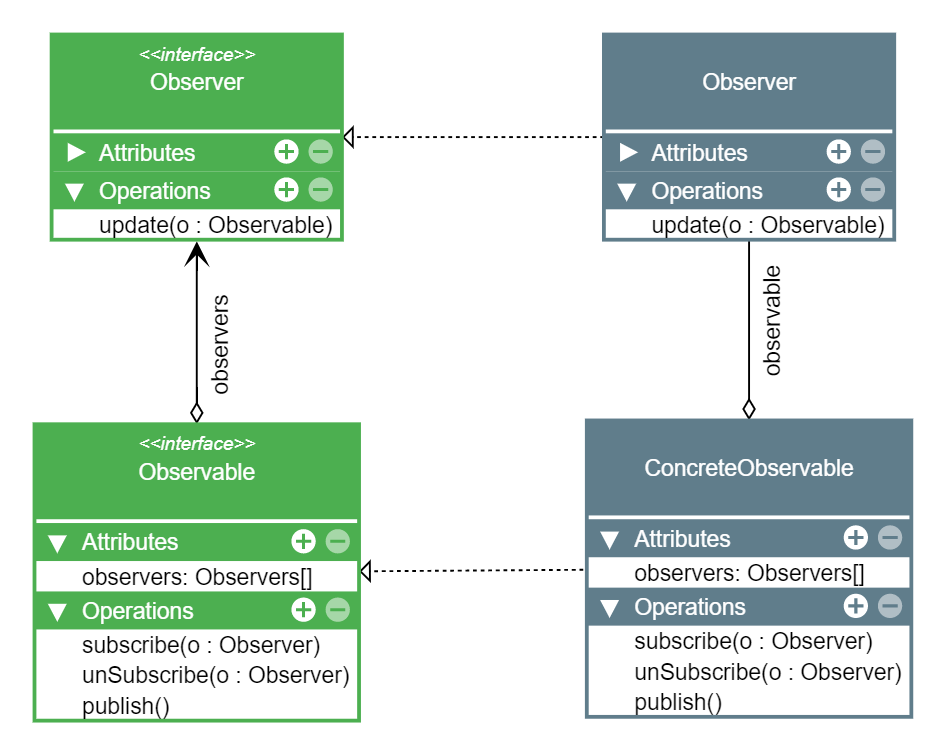 <<interface>>
Observer
Attributes
Operations
update(o : Observable)
Observer
Attributes
Operations
update(o : Observable)
observers
observable
<<interface>>
Observable
Attributes
observers: Observers[]
Operations
subscribe(o : Observer)
unSubscribe(o : Observer)
publish()
ConcreteObservable
Attributes
observers: Observers[]
Operations
subscribe(o : Observer)
unSubscribe(o : Observer)
publish()